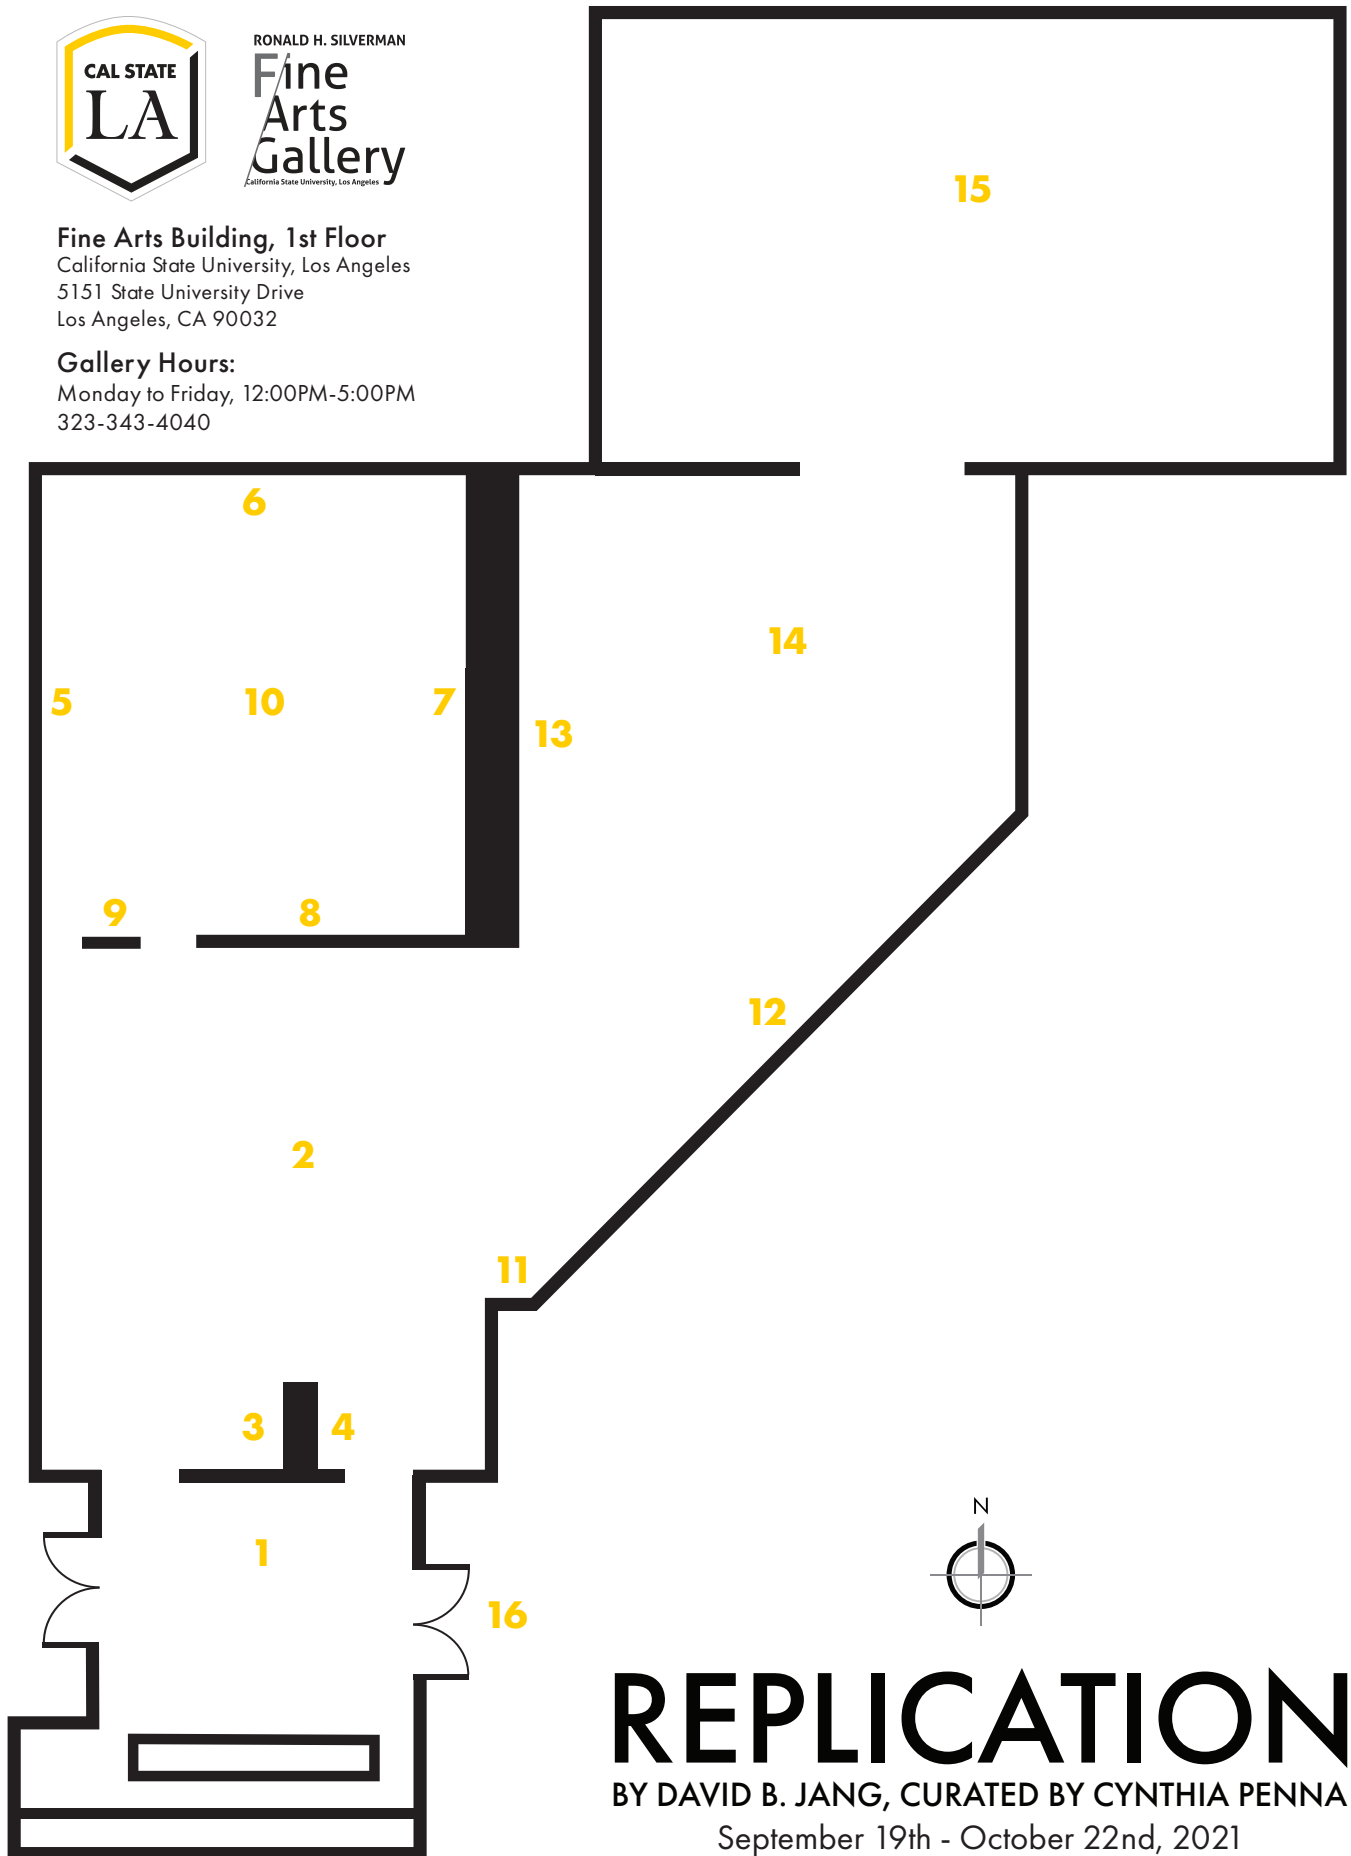 CAL STATE
LA
RONALD H. SILVERMAN
Fine
Arts
Gallery
California State University, Los Angeles
Fine Arts Building, 1st Floor
California State University, Los Angeles
5151 State University Drive
Los Angeles, CA 90032
Gallery Hours:
Monday to Friday, 12:00PM-5:00PM
323-343-4040
15
6
14
5
10
7
13
9
8
12
2
11
3
4
1
16
N
REPLICATION
BY DAVID B. JANG, CURATED BY CYNTHIA PENNA
September 19th - October 22nd, 2021